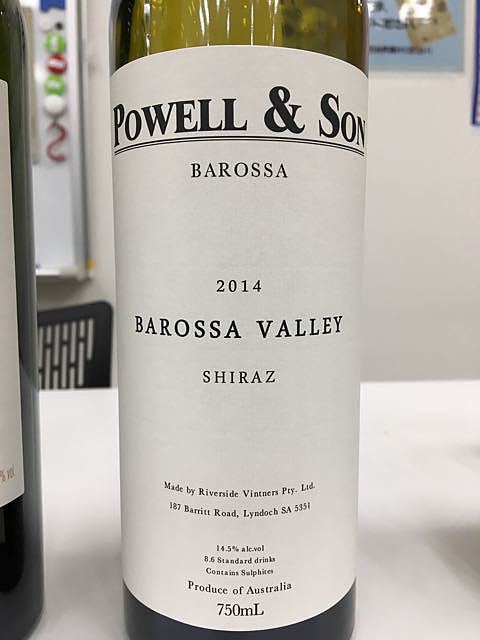 POWELL & SON
BAROSSA
2014
BAROSSA VALLEY
SHIRAZ
Made by Riverside Vintners Pty. Ltd.
187 Barritt Road, Lyndoch SA 5351
14.5% alc.vol
8.6 Standard drinks
Contains Sulphites
Produce of Australia
750mL
% vol